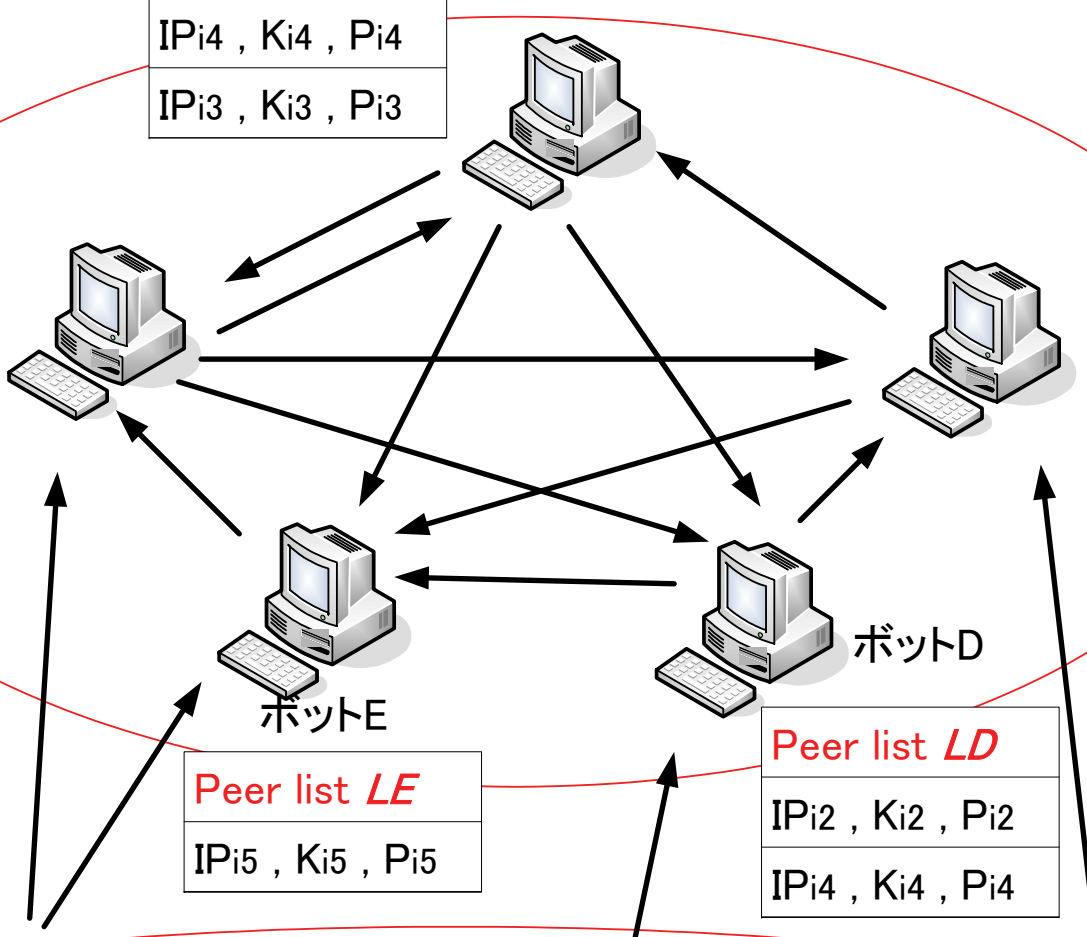 IPi4 , Ki4 , Pi4
IPi3 , Ki3 , Pi3
ボットD
ボットE
Peer list LD
Peer list LE
IPi2 , Ki2 , Pi2
IPi5 , Ki5 , Pi5
IPi4 , Ki4 , Pi4